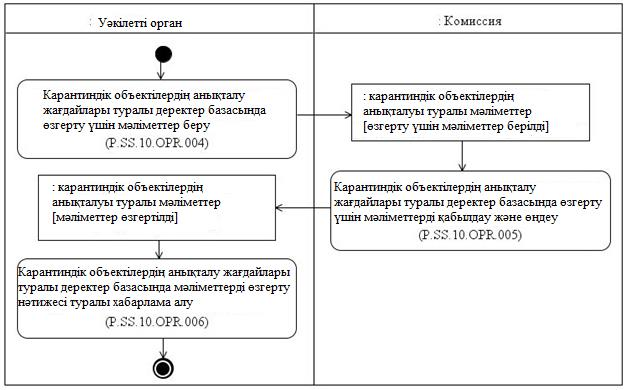 : Уәкілетті орган
: Комиссия
Карантиндік объектілердің анықталу
жағдайлары туралы деректер базасында
өзгерту үшін мәліметтер беру
(P.SS.10.OPR.004)
: карантиндік объектілердің
анықталуы туралы мәліметтер
[өзгерту үшін мәліметтер берілді]
Карантиндік объектілердің анықталу
жағдайлары туралы деректер базасында өзгерту
үшін мәліметтерді қабылдау және өңдеу
(P.SS.10.OPR.005)
: карантиндік объектілердің
анықталуы туралы мәліметтер
[мәліметтер өзгертілді]
Карантиндік объектілердің анықталу жағдайлары
туралы деректер базасында мәліметтерді өзгерту
нәтижесі туралы хабарлама алу
(P.SS.10.OPR.006)